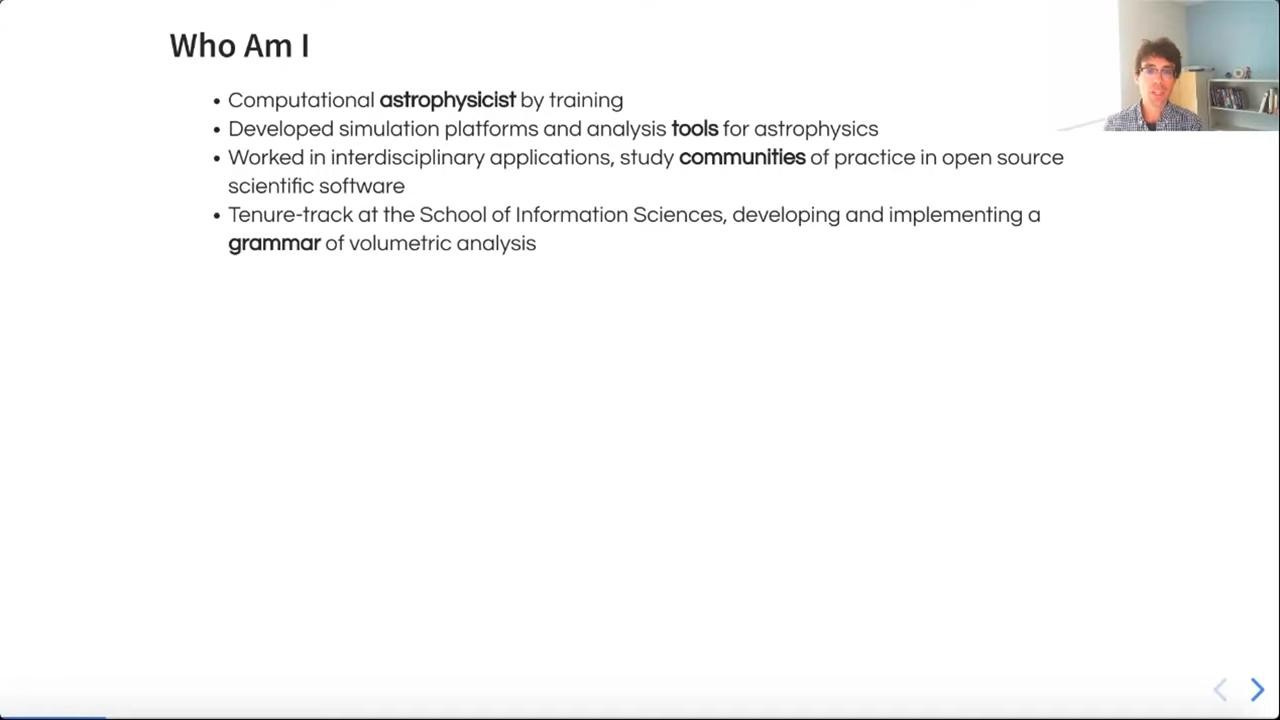 Who Am I
Computational astrophysicist by training
Developed simulation platforms and analysis tools for astrophysics
Worked in interdisciplinary applications, study communities of practice in open source
scientific software
Tenure-track at the School of Information Sciences, developing and implementing a
grammar of volumetric analysis